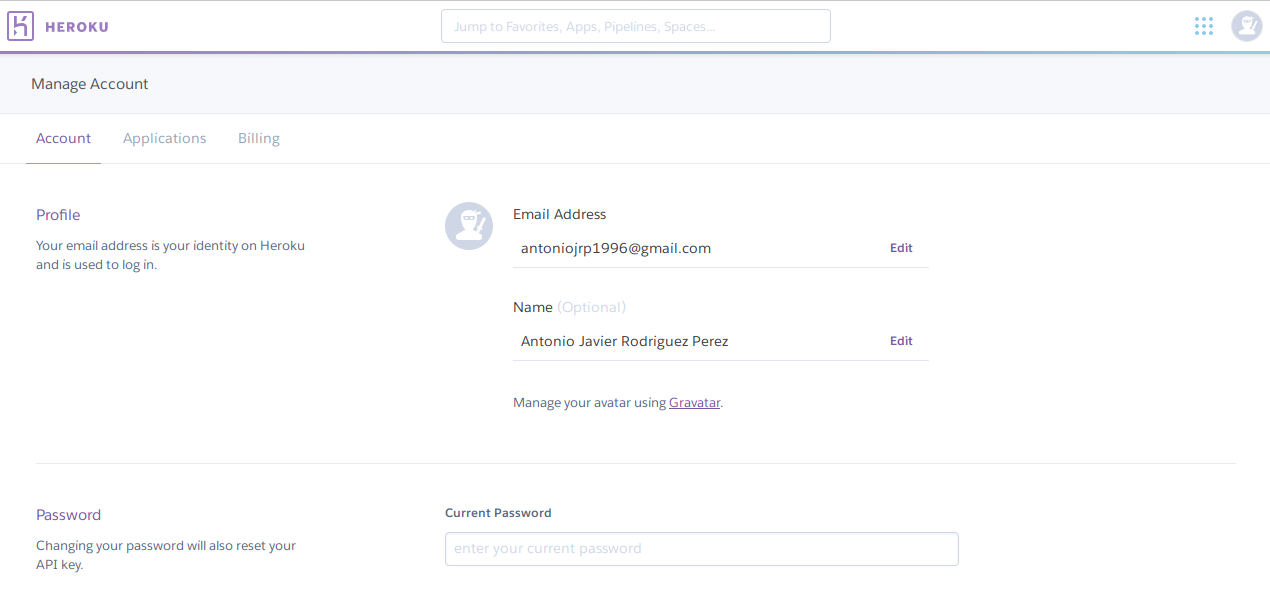 HEROKU
Jump to Favorites, Apps, Pipelines, Spaces...
Manage Account
Account
Applications
Billing
Profile
Your email address is your identity on Heroku
and is used to log in.
Email Address
antoniojrp1996@gmail.com
Edit
Name (Optional)
Antonio Javier Rodriguez Perez
Edit
Manage your avatar using Gravatar.
Password
Changing your password will also reset your
API key.
Current Password
enter your current password